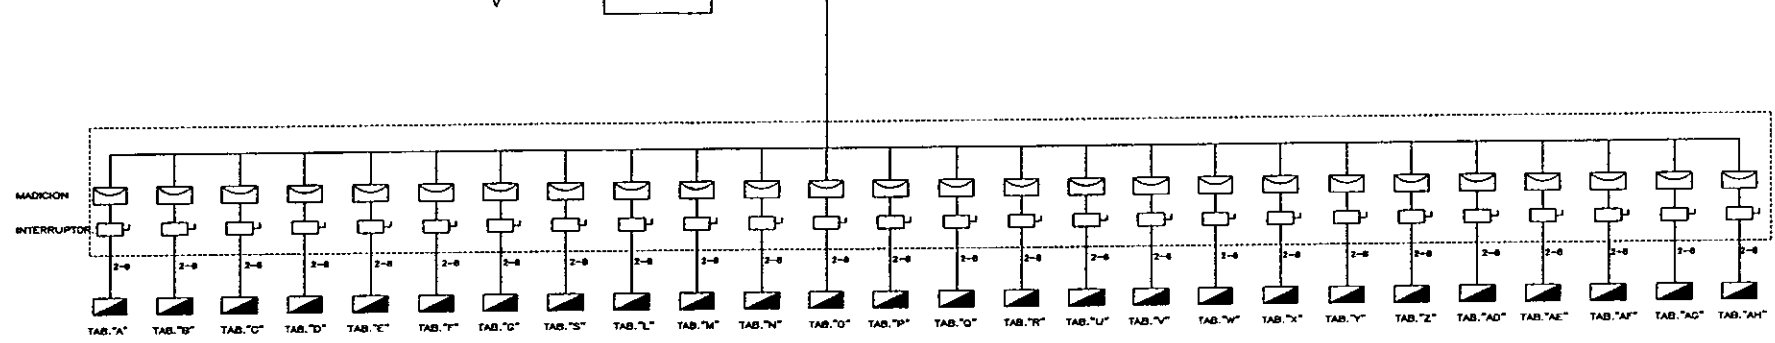 MADICION
INTERRUPTOR
2-8 2-8 2-8 2-8 2-8 2-8 2-8 2-8 2-8 2-8 2-8 2-8 2-8 2-8 2-8 2-8 2-8 2-8 2-8 2-8 2-8 2-8 2-8 2-8 2-8 2-8
TAB."A" TAB."B" TAB."C" TAB."D" TAB."E" TAB."F" TAB."G" TAB."S" TAB."L" TAB."M" TAB."N" TAB."O" TAB."P" TAB."Q" TAB."R" TAB."U" TAB."V" TAB."W" TAB."X" TAB."Y" TAB."Z" TAB."AD" TAB."AE" TAB."AF" TAB."AG" TAB."AH"